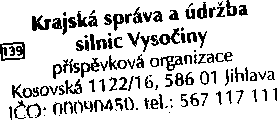 Krajská správa a údržba
silnic Vysočiny
139
příspěvková organizace
Kosovská 1122/16, 586 01 Jihlava
IČO: 00090450, tel.: 567 117 111